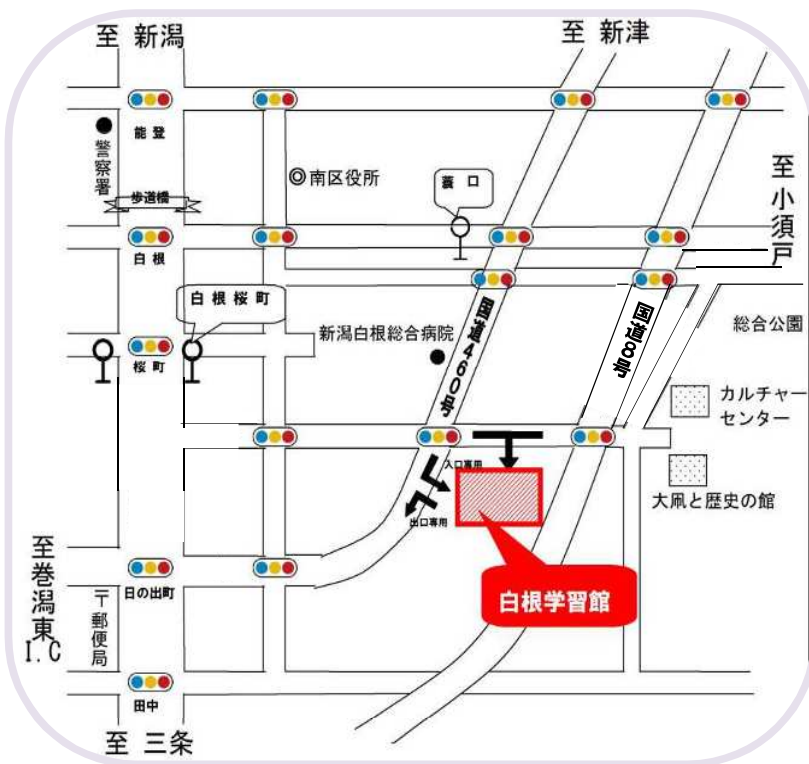 至 新潟
至 新津
能登
警察署
南区役所
蕗口
至小須戸
歩道橋
白根
白根桜町
国道460号
国道8号
総合公園
新潟白根総合病院
桜町
カルチャー
センター
入口専用
大凧と歴史の館
出口専用
至巻潟東
I.C
日の出町
白根学習館
〒郵便局
田中
至 三条